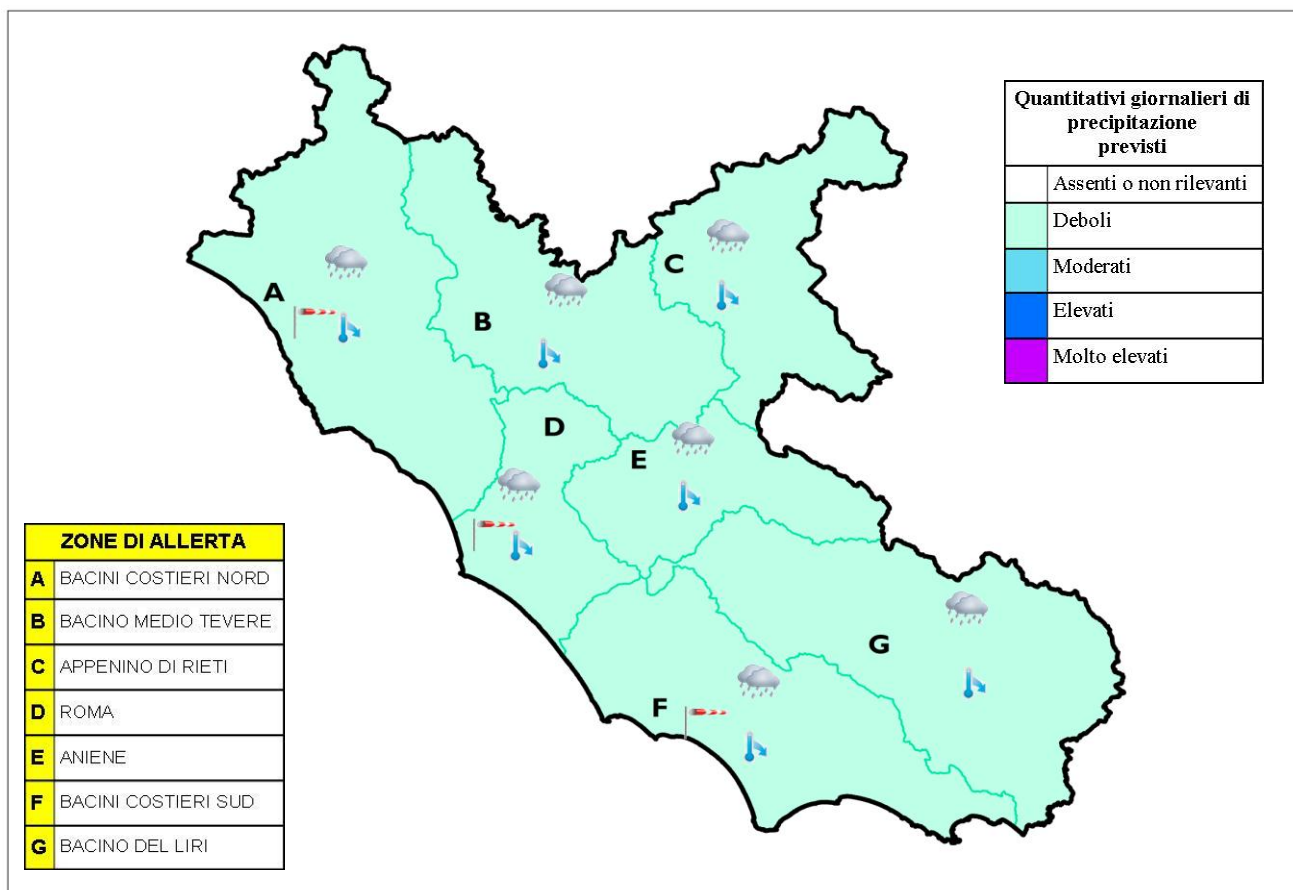 Quantitativi giornalieri di
precipitazione
previsti
Assenti o non rilevanti
Deboli
Moderati
Elevati
Molto elevati
A
B
C
D
E
F
G
ZONE DI ALLERTA
A BACINI COSTIERI NORD
B BACINO MEDIO TEVERE
C APPENINO DI RIETI
D ROMA
E ANIENE
F BACINI COSTIERI SUD
G BACINO DEL LIRI